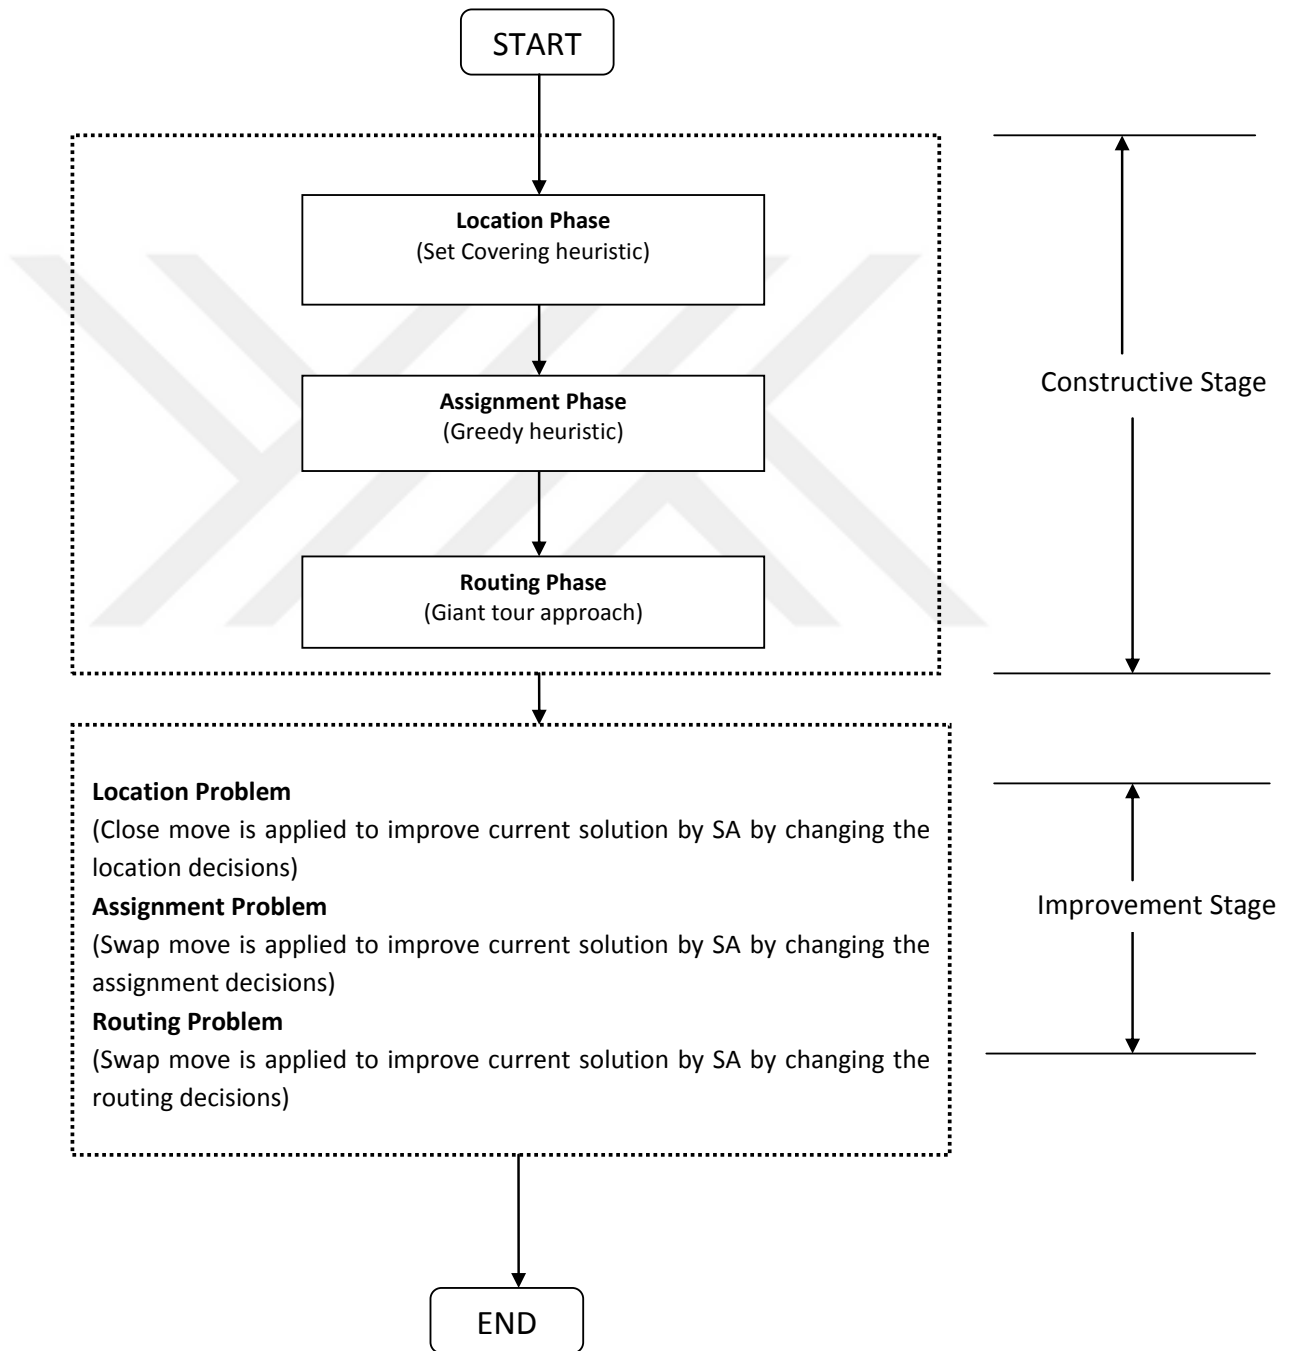 START
Location Phase
(Set Covering heuristic)
Assignment Phase
(Greedy heuristic)
Constructive Stage
Routing Phase
(Giant tour approach)
Location Problem
(Close move is applied to improve current solution by SA by changing the
location decisions)
Assignment Problem
(Swap move is applied to improve current solution by SA by changing the
assignment decisions)
Routing Problem
(Swap move is applied to improve current solution by SA by changing the
routing decisions)
Improvement Stage
END